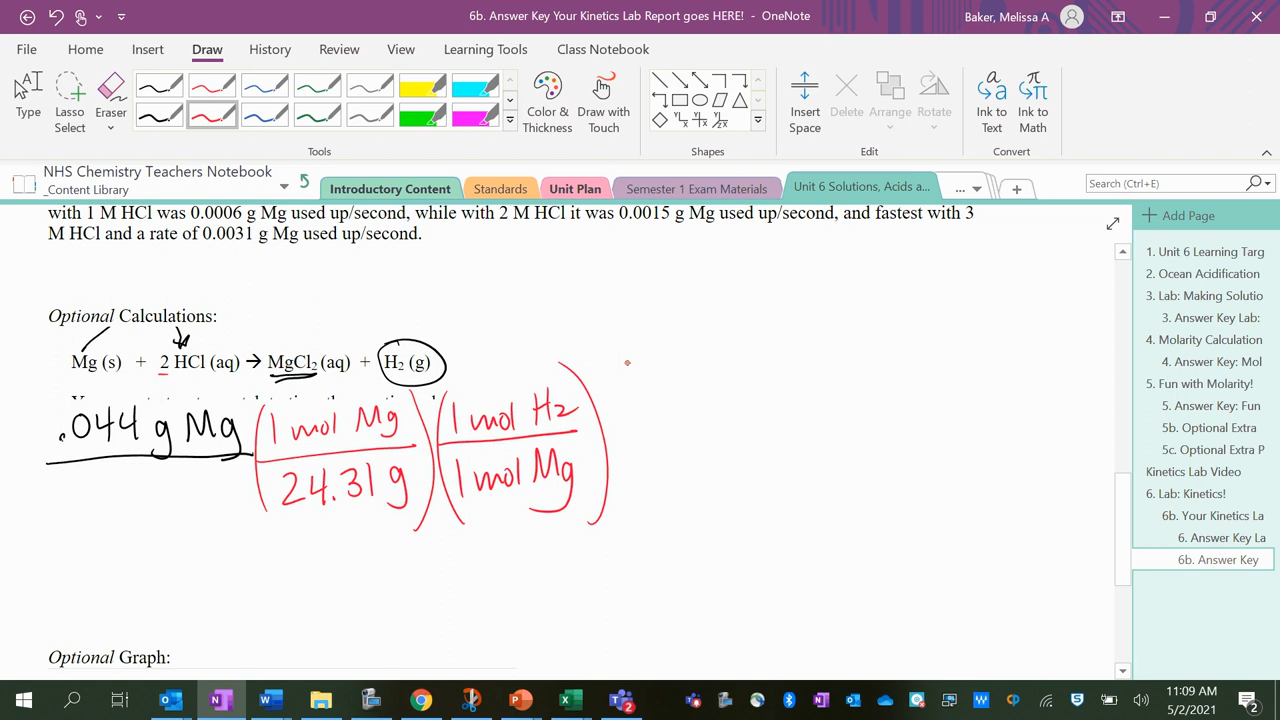 6b. Answer Key Your Kinetics Lab Report goes HERE! - OneNote
Baker, Melissa A
File Home Insert Draw History Review View Learning Tools Class Notebook
Type
Lasso Select
Eraser
Color & Thickness
Draw with Touch
Insert Space
Delete
Arrange
Rotate
Ink to Text
Ink to Math
Tools
Shapes
Edit
Convert
NHS Chemistry Teachers Notebook
_Content Library
Introductory Content
Standards
Unit Plan
Semester 1 Exam Materials
Unit 6 Solutions, Acids a...
...
Search (Ctrl+E)
with 1 M HCl was 0.0006 g Mg used up/second, while with 2 M HCl it was 0.0015 g Mg used up/second, and fastest with 3
M HCl and a rate of 0.0031 g Mg used up/second.
Optional Calculations:
Mg (s) + 2 HCl (aq) → MgCl₂ (aq) + H₂ (g)
.044 g Mg (1 mol Mg / 24.31 g) (1 mol H₂ / 1 mol Mg)
Optional Graph:
Add Page
1. Unit 6 Learning Targ
2. Ocean Acidification
3. Lab: Making Solutio
3. Answer Key Lab:
4. Molarity Calculation
4. Answer Key: Mol
5. Fun with Molarity!
5. Answer Key: Fun
5b. Optional Extra
5c. Optional Extra P
Kinetics Lab Video
6. Lab: Kinetics!
6b. Your Kinetics La
6. Answer Key La
6b. Answer Key
11:09 AM
5/2/2021
2